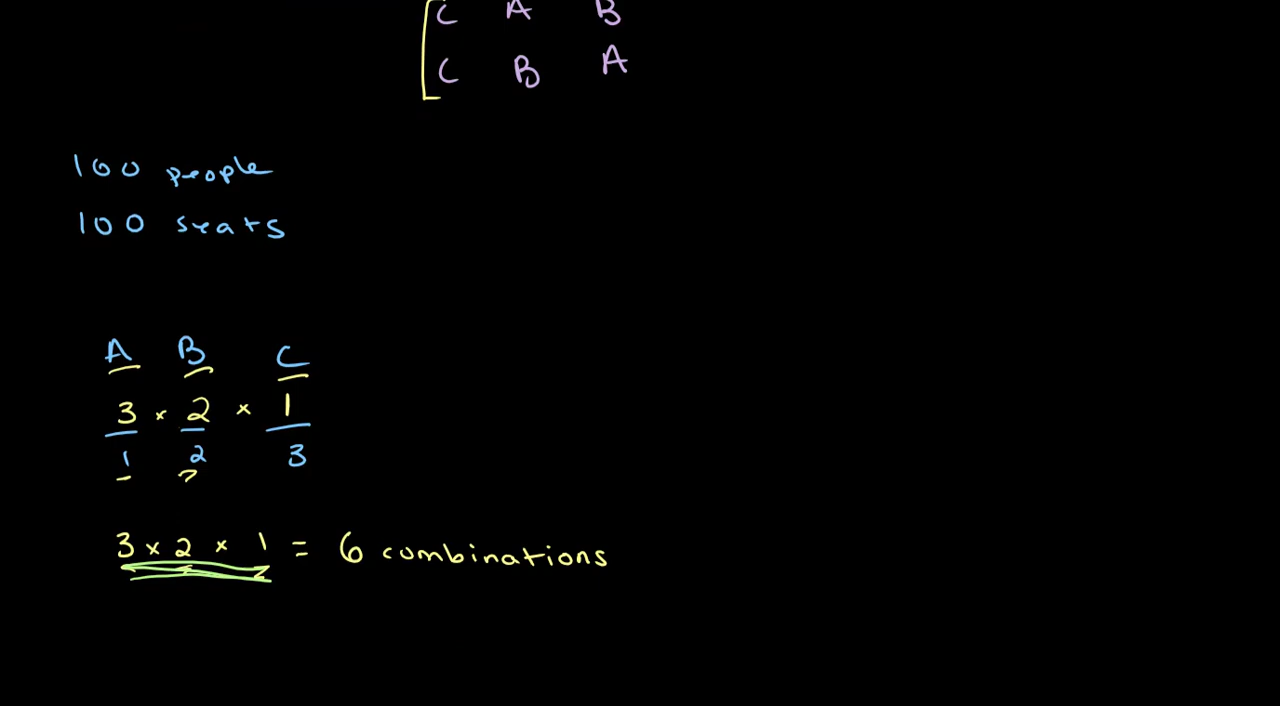 C A B
C B A
100 people
100 seats
A B C
3 × 2 × 1
1 2 3
3 × 2 × 1 = 6 combinations